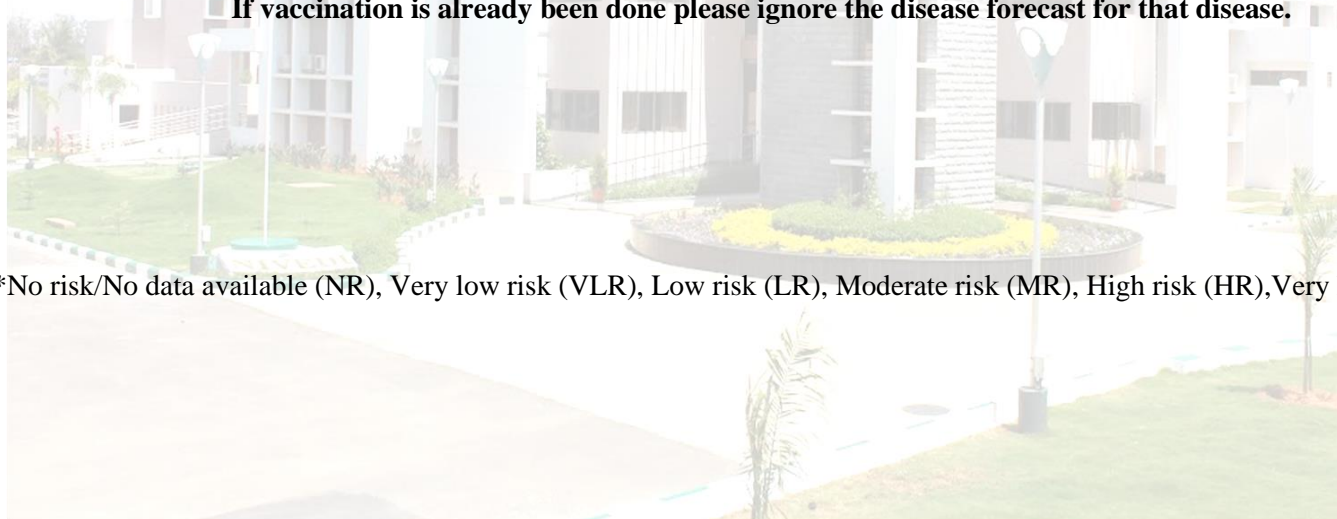 If vaccination is already been done please ignore the disease forecast for that disease.
*No risk/No data available (NR), Very low risk (VLR), Low risk (LR), Moderate risk (MR), High risk (HR),Very